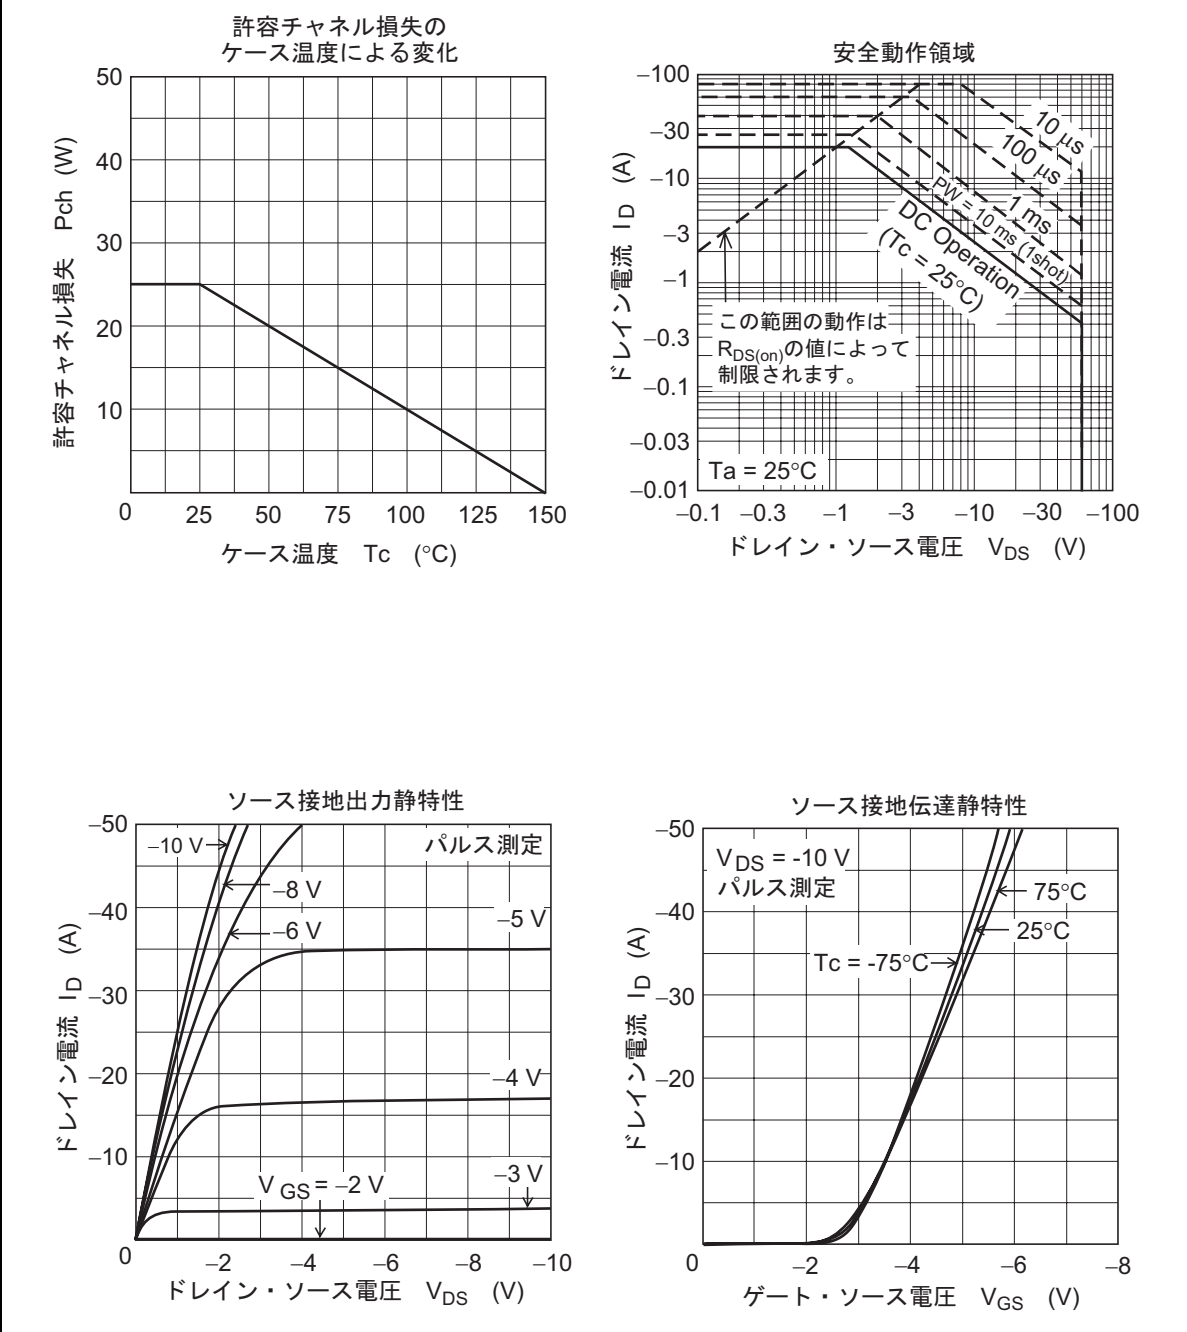 許容チャネル損失の
ケース温度による変化
50
40
30
20
10
0
25
50
75
100
125
150
許容チャネル損失 Pch (W)
ケース温度 Tc (°C)
安全動作領域
–100
–30
–10
–3
–1
–0.3
–0.1
–0.03
–0.01
–0.1
–0.3
–1
–3
–10
–30
–100
ドレイン電流 ID (A)
ドレイン・ソース電圧 VDS (V)
10 μs
100 μs
1 ms
PW = 10 ms (1shot)
DC Operation
(Tc = 25°C)
この範囲の動作は
RDS(on)の値によって
制限されます。
Ta = 25°C
ソース接地出力静特性
–50
–40
–30
–20
–10
0
–2
–4
–6
–8
–10
ドレイン電流 ID (A)
ドレイン・ソース電圧 VDS (V)
パルス測定
–10 V
–8 V
–6 V
–5 V
–4 V
–3 V
VGS = –2 V
ソース接地伝達静特性
–50
–40
–30
–20
–10
0
–2
–4
–6
–8
ドレイン電流 ID (A)
ゲート・ソース電圧 VGS (V)
VDS = -10 V
パルス測定
75°C
25°C
Tc = -75°C